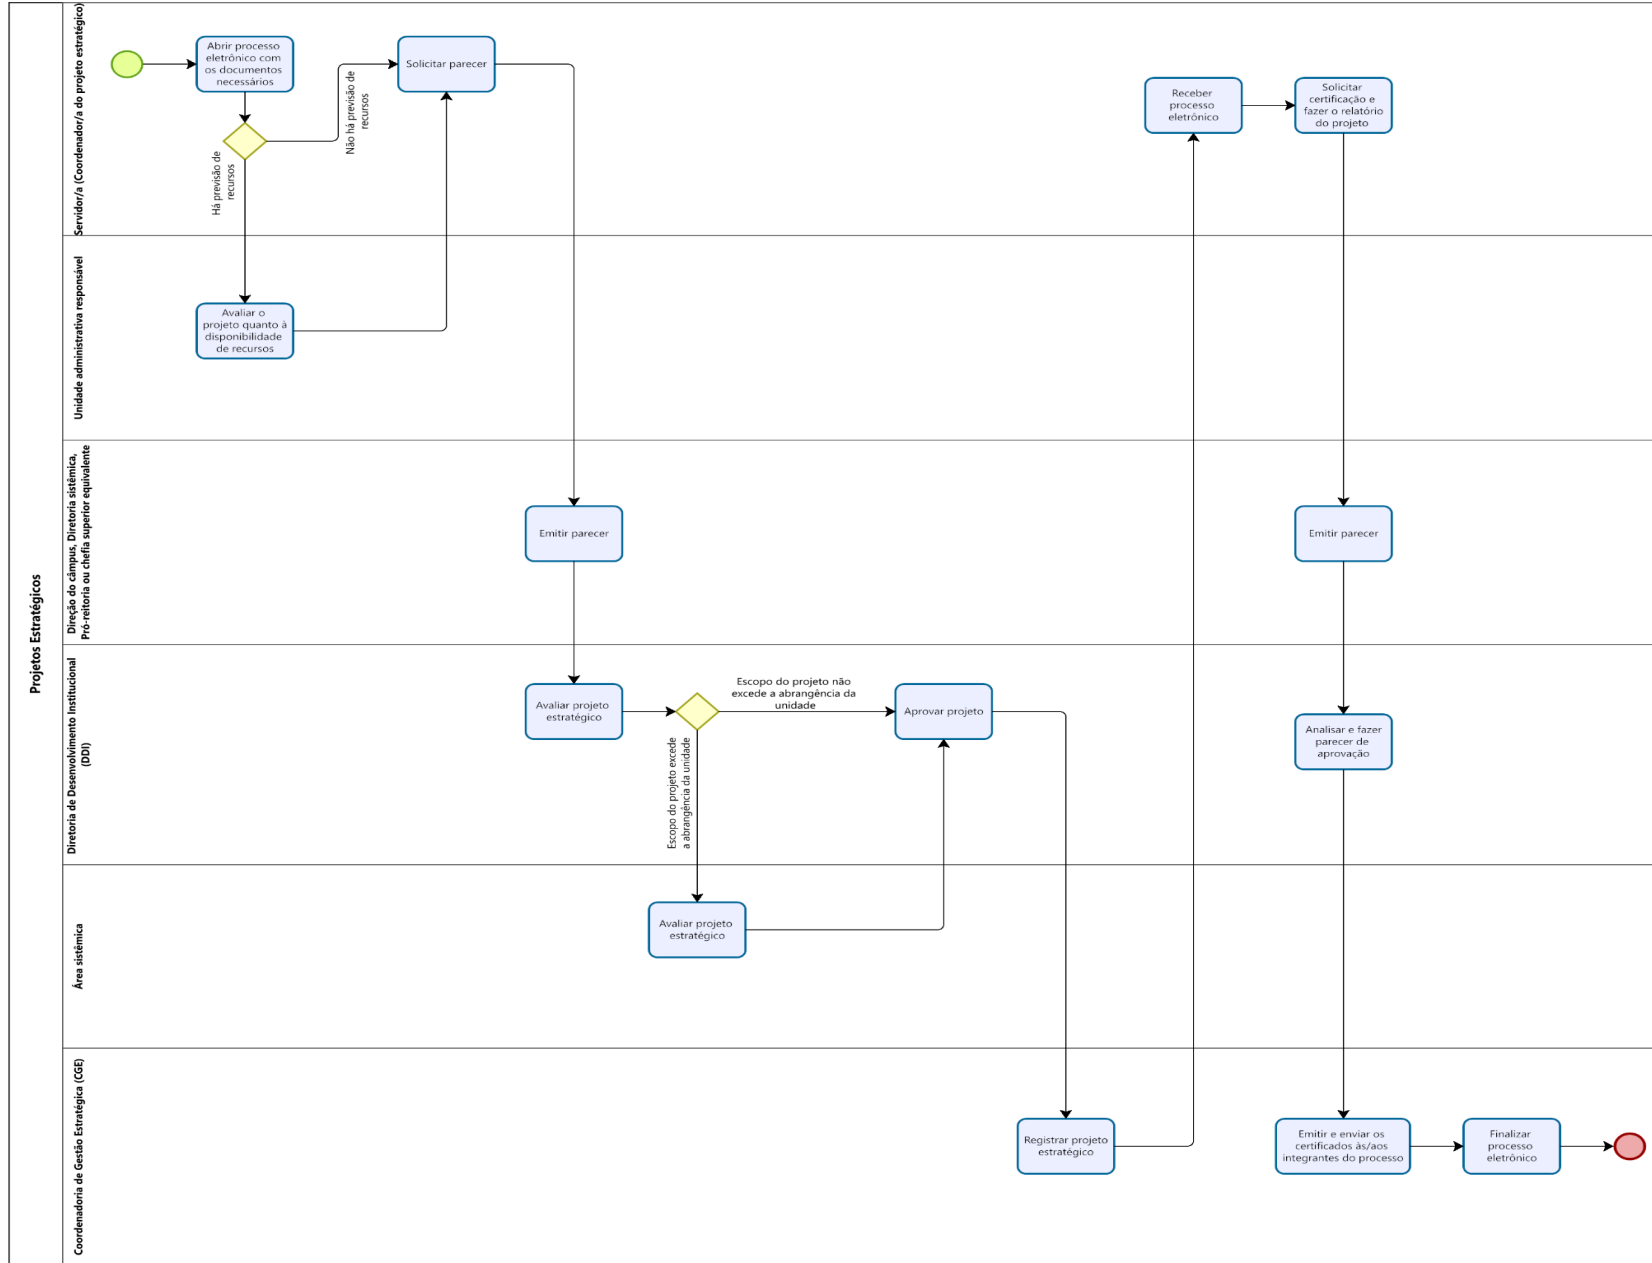 Projetos Estratégicos
Servidor/a (Coordenador/a do projeto estratégico)
Abrir processo
eletrônico com
os documentos
necessários
Solicitar parecer
Não há previsão de
recursos
Há previsão de
recursos
Receber
processo
eletrônico
Solicitar
certificação e
fazer o relatório
do projeto
Unidade administrativa responsável
Avaliar o
projeto quanto à
disponibilidade
de recursos
Direção do câmpus, Diretoria sistêmica,
Pró-reitoria ou chefia superior equivalente
Emitir parecer
Emitir parecer
Diretoria de Desenvolvimento Institucional
(DDI)
Avaliar projeto
estratégico
Escopo do projeto não
excede a abrangência da
unidade
Escopo do projeto excede
a abrangência da unidade
Aprovar projeto
Analisar e fazer
parecer de
aprovação
Área sistêmica
Avaliar projeto
estratégico
Coordenadoria de Gestão Estratégica (CGE)
Registrar projeto
estratégico
Emitir e enviar os
certificados às/aos
integrantes do processo
Finalizar
processo
eletrônico